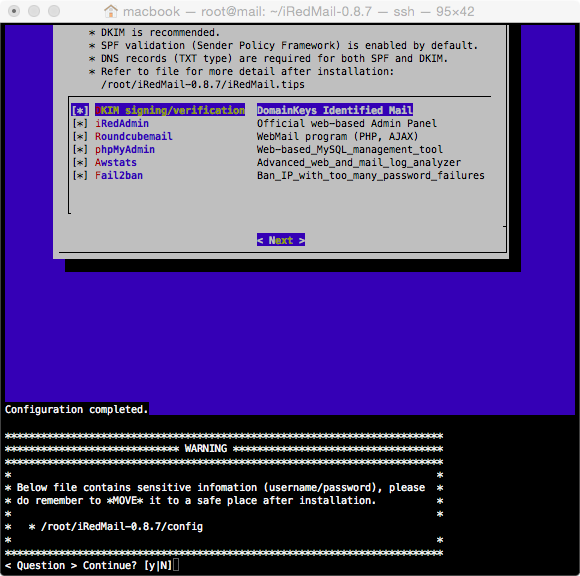 macbook — root@mail: ~/iRedMail-0.8.7 — ssh — 95×42
* DKIM is recommended.
* SPF validation (Sender Policy Framework) is enabled by default.
* DNS records (TXT type) are required for both SPF and DKIM.
* Refer to file for more detail after installation:
/root/iRedMail-0.8.7/iRedMail.tips
[*] DKIM signing/verification DomainKeys Identified Mail
[*] iRedAdmin Official web-based Admin Panel
[*] Roundcubemail WebMail program (PHP, AJAX)
[*] phpMyAdmin Web-based_MySQL_management_tool
[*] Awstats Advanced_web_and_mail_log_analyzer
[*] Fail2ban Ban_IP_with_too_many_password_failures
< Next >
Configuration completed.
*************************************************************************
***************************** WARNING ***********************************
*************************************************************************
* *
* Below file contains sensitive infomation (username/password), please *
* do remember to *MOVE* it to a safe place after installation. *
* *
* * /root/iRedMail-0.8.7/config
* *
*************************************************************************
< Question > Continue? [y|N]